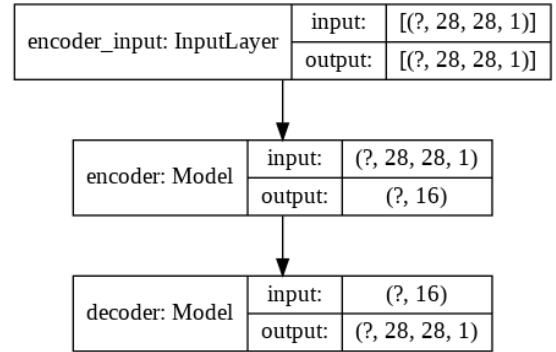 encoder_input: InputLayer
input: [(?, 28, 28, 1)]
output: [(?, 28, 28, 1)]
encoder: Model
input: (?, 28, 28, 1)
output: (?, 16)
decoder: Model
input: (?, 16)
output: (?, 28, 28, 1)